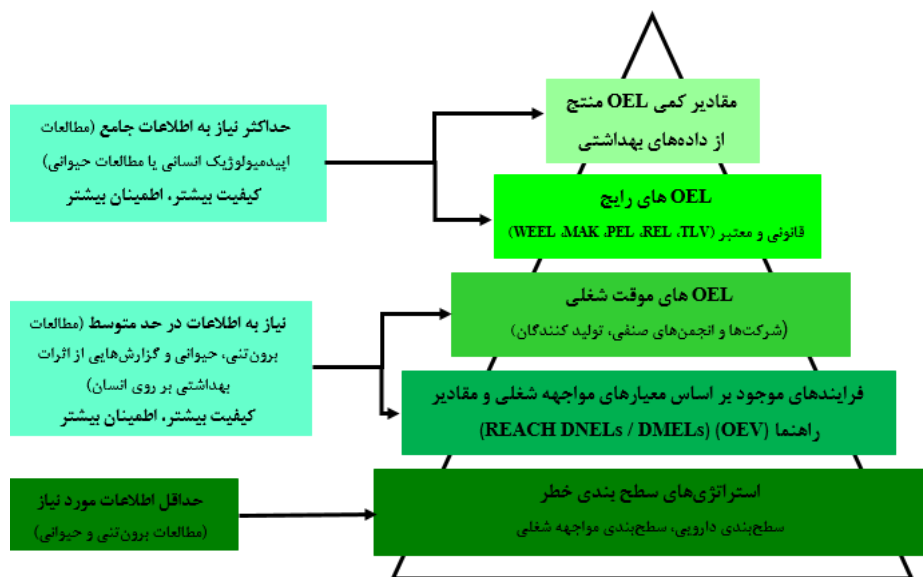 مقادیر کمی OEL منتج
از داده‌های بهداشتی
حداکثر نیاز به اطلاعات جامع (مطالعات
اپیدمیولوژیک انسانی یا مطالعات حیوانی)
کیفیت بیشتر، اطمینان بیشتر
OEL های رایج
قانونی و معتبر (WEEL ،MAK ،PEL ،REL ،TLV)
OEL های موقت شغلی
(شرکت‌ها و انجمن‌های صنفی، تولید کنندگان)
نیاز به اطلاعات در حد متوسط (مطالعات
برون‌تنی، حیوانی و گزارش‌هایی از اثرات
بهداشتی بر روی انسان)
کیفیت بیشتر، اطمینان بیشتر
فرایندهای موجود بر اساس معیارهای مواجهه شغلی و مقادیر
راهنما (OEV) (REACH DNELs / DMELs)
استراتژی‌های سطح بندی خطر
سطح‌بندی دارویی، سطح‌بندی مواجهه شغلی
حداقل اطلاعات مورد نیاز
(مطالعات برون‌تنی و حیوانی)